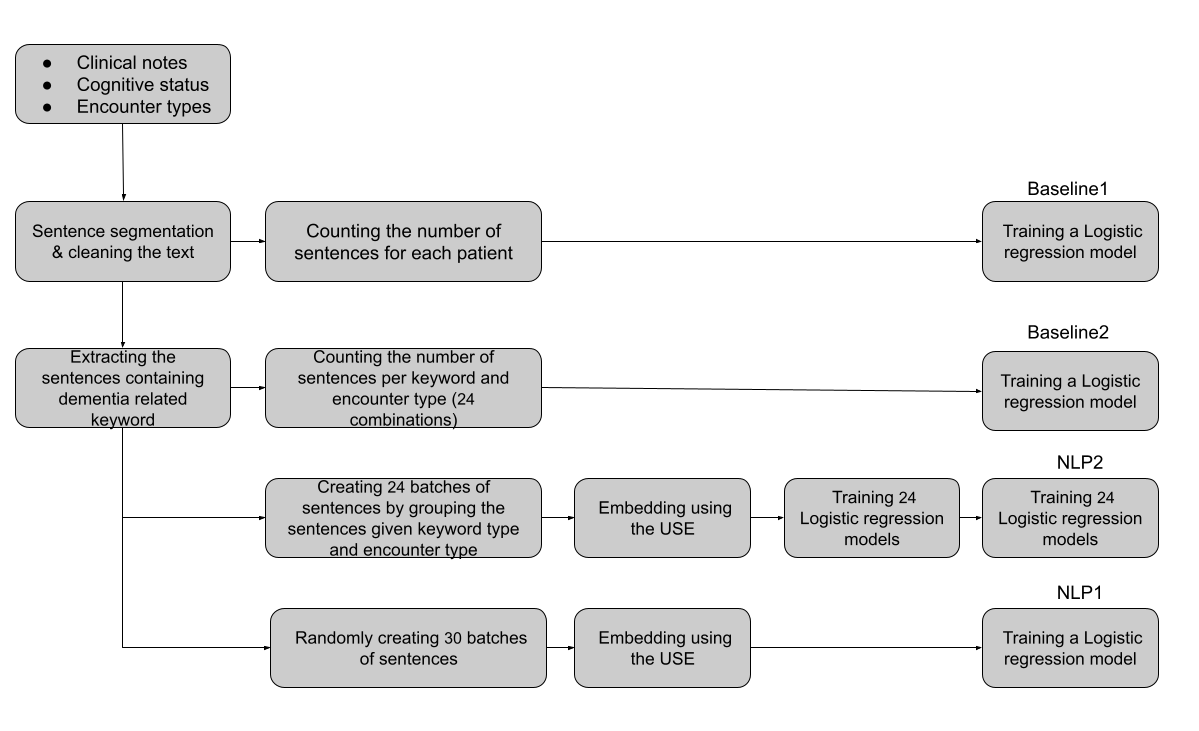 ● Clinical notes
● Cognitive status
● Encounter types
Baseline1
Sentence segmentation
& cleaning the text
Counting the number of
sentences for each patient
Training a Logistic
regression model
Baseline2
Extracting the
sentences containing
dementia related
keyword
Counting the number of
sentences per keyword and
encounter type (24
combinations)
Training a Logistic
regression model
NLP2
Creating 24 batches of
sentences by grouping the
sentences given keyword type
and encounter type
Embedding using
the USE
Training 24
Logistic regression
models
Training 24
Logistic regression
models
NLP1
Randomly creating 30 batches
of sentences
Embedding using
the USE
Training a Logistic
regression model